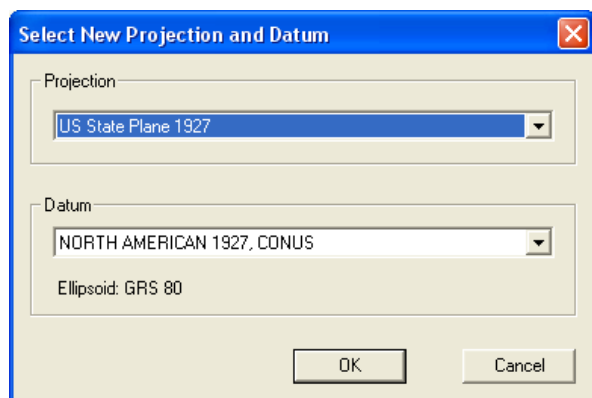 Select New Projection and Datum
Projection
US State Plane 1927
Datum
NORTH AMERICAN 1927, CONUS
Ellipsoid: GRS 80
OK
Cancel